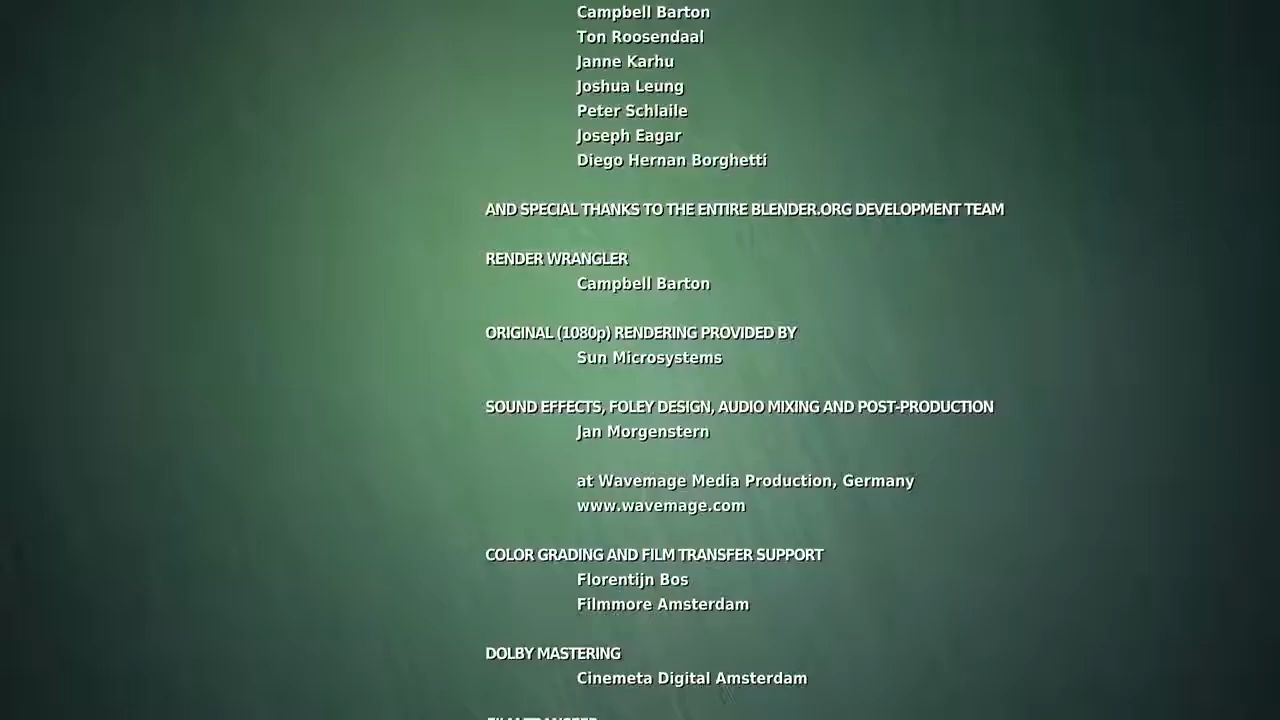 Campbell Barton
Ton Roosendaal
Janne Karhu
Joshua Leung
Peter Schlaile
Joseph Eagar
Diego Hernan Borghetti
AND SPECIAL THANKS TO THE ENTIRE BLENDER.ORG DEVELOPMENT TEAM
RENDER WRANGLER
Campbell Barton
ORIGINAL (1080p) RENDERING PROVIDED BY
Sun Microsystems
SOUND EFFECTS, FOLEY DESIGN, AUDIO MIXING AND POST-PRODUCTION
Jan Morgenstern
at Wavemage Media Production, Germany
www.wavemage.com
COLOR GRADING AND FILM TRANSFER SUPPORT
Florentijn Bos
Filmmore Amsterdam
DOLBY MASTERING
Cinemeta Digital Amsterdam